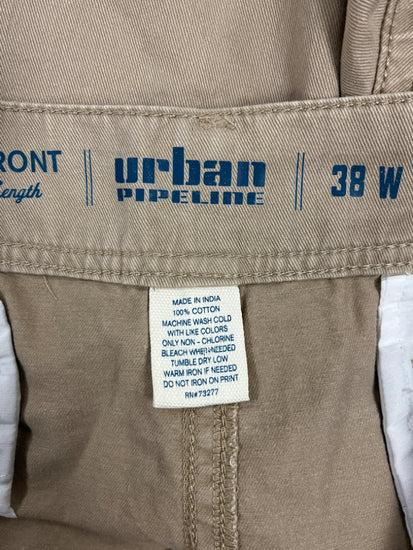 RONT
Length
urban
PIPELINE
38 W
MADE IN INDIA
100% COTTON
MACHINE WASH COLD
WITH LIKE COLORS
ONLY NON - CHLORINE
BLEACH WHEN NEEDED
TUMBLE DRY LOW
WARM IRON IF NEEDED
DO NOT IRON ON PRINT
RN#73277